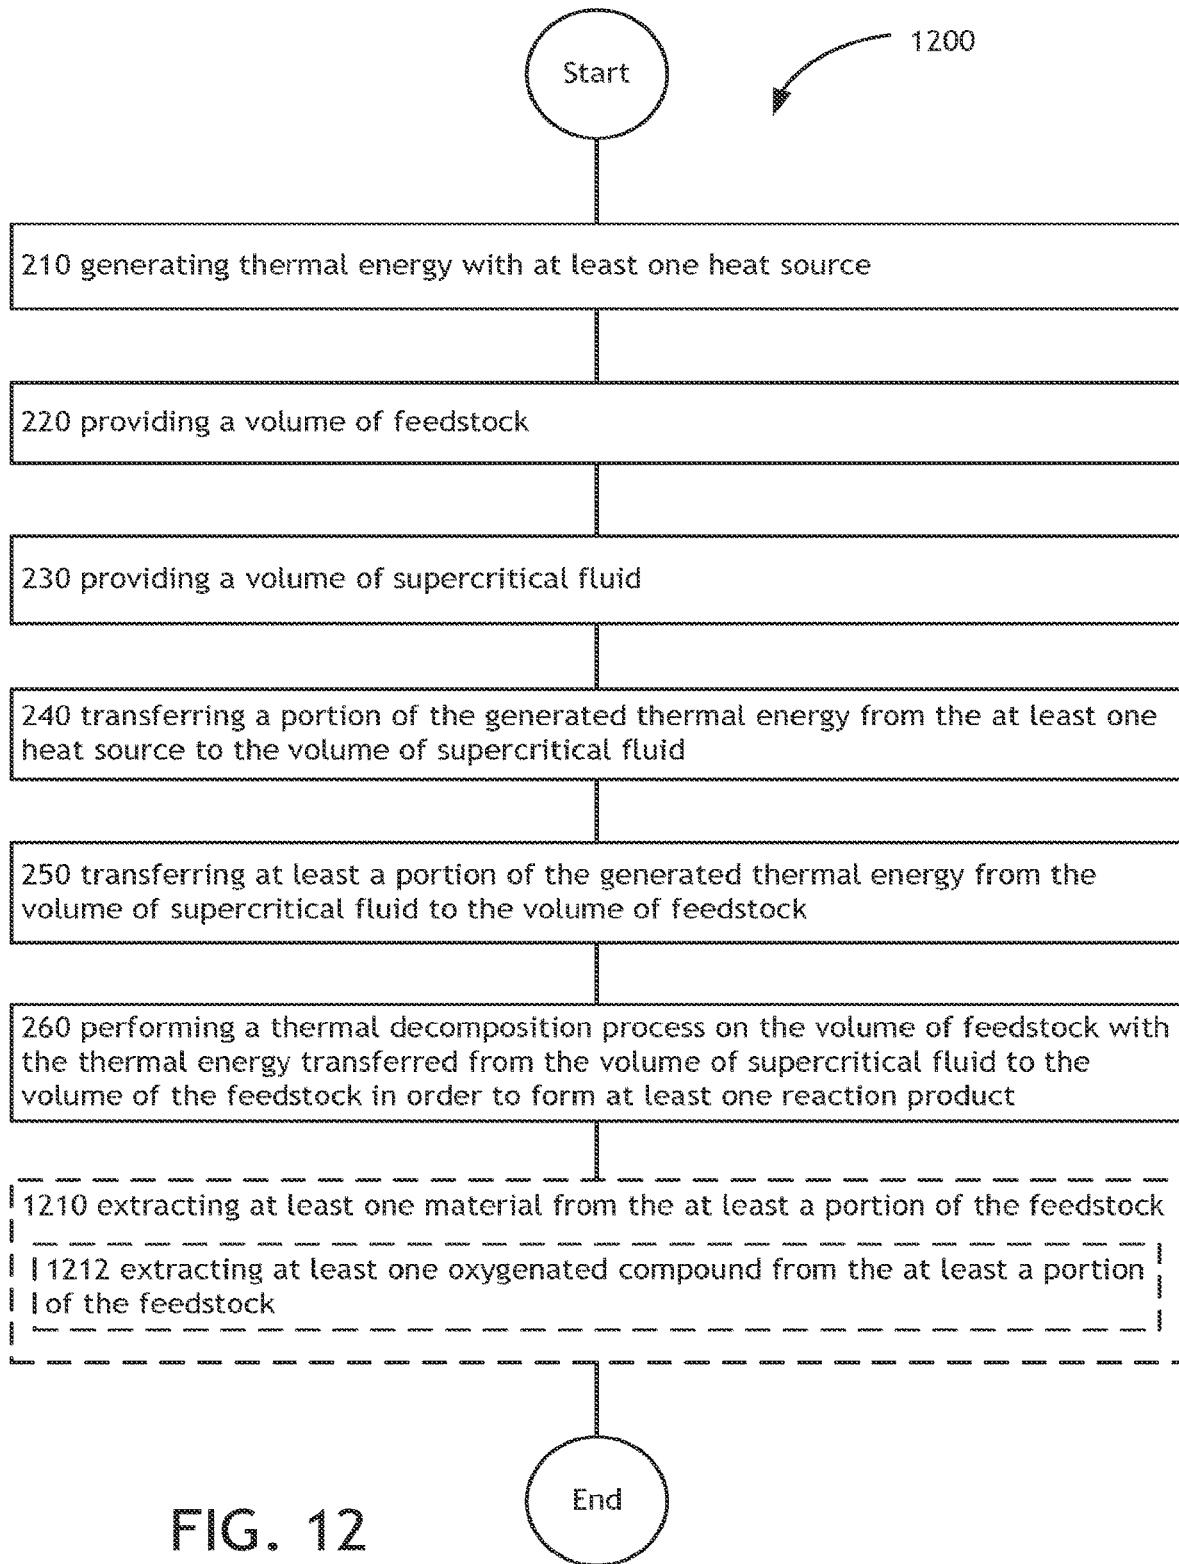 Start
1200
210 generating thermal energy with at least one heat source
220 providing a volume of feedstock
230 providing a volume of supercritical fluid
240 transferring a portion of the generated thermal energy from the at least one
heat source to the volume of supercritical fluid
250 transferring at least a portion of the generated thermal energy from the
volume of supercritical fluid to the volume of feedstock
260 performing a thermal decomposition process on the volume of feedstock with
the thermal energy transferred from the volume of supercritical fluid to the
volume of the feedstock in order to form at least one reaction product
1210 extracting at least one material from the at least a portion of the feedstock
1212 extracting at least one oxygenated compound from the at least a portion
of the feedstock
End
FIG. 12